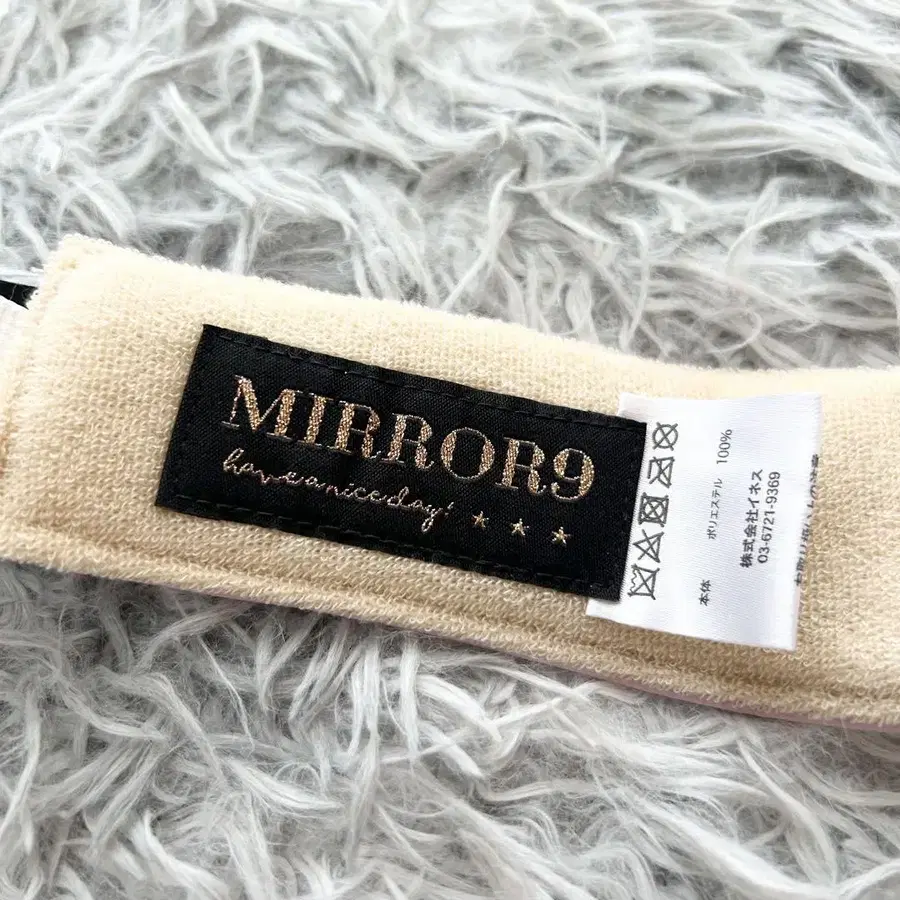 MIRROR9
have a nice day!
本体 ポリエステル 100%
株式会社イネス
03-6721-9369